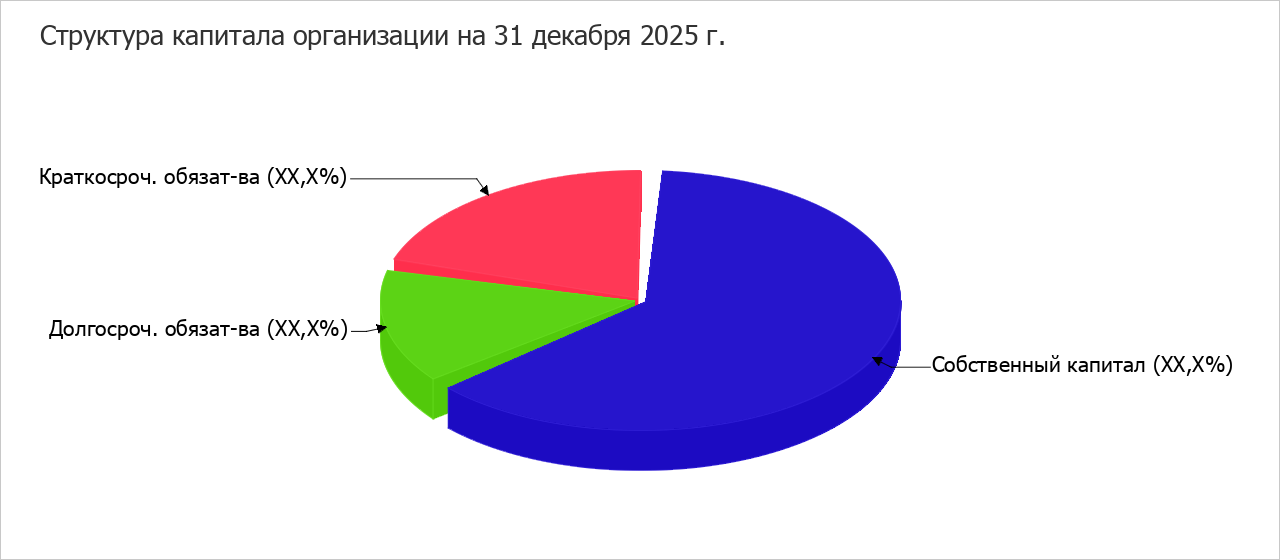 Структура капитала организации на 31 декабря 2025 г.
Краткосроч. обязат-ва (XX,X%)
Долгосроч. обязат-ва (XX,X%)
Собственный капитал (XX,X%)